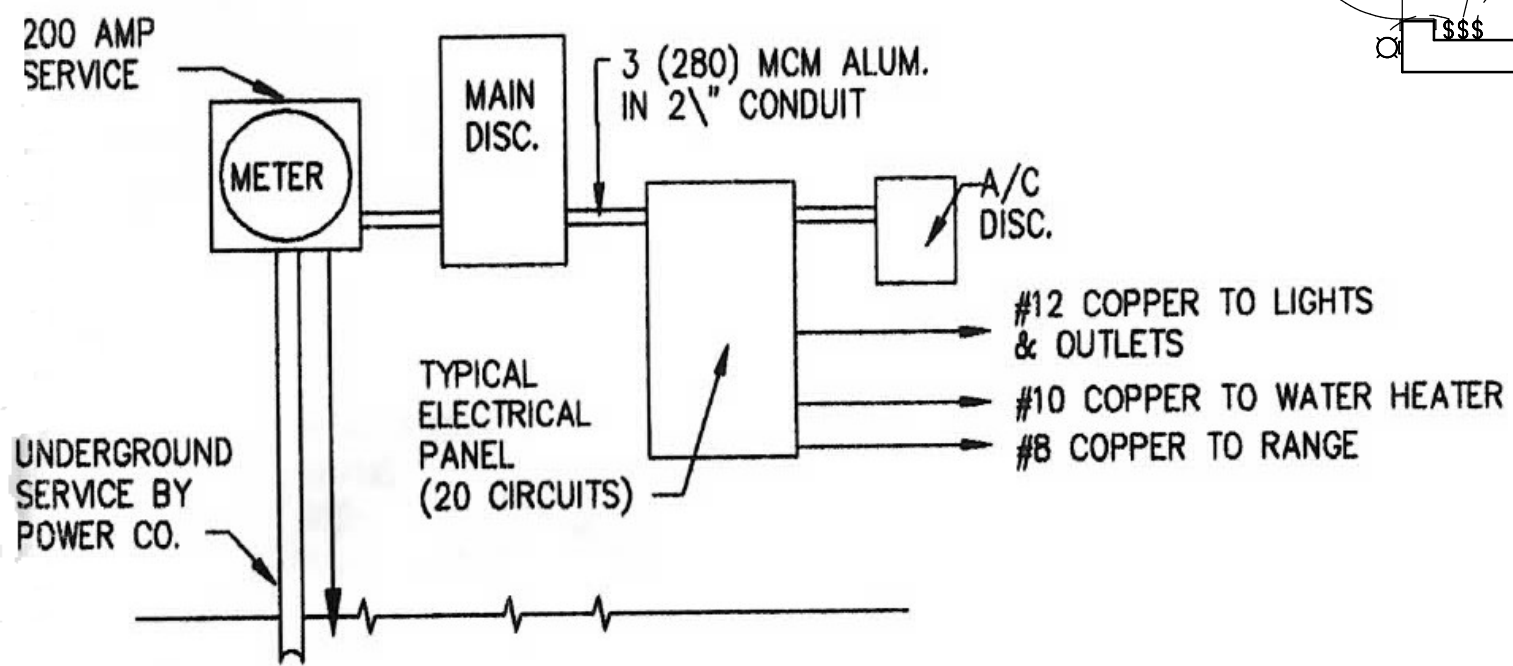 200 AMP
SERVICE
METER
MAIN
DISC.
3 (280) MCM ALUM.
IN 2\" CONDUIT
$$$
A/C
DISC.
#12 COPPER TO LIGHTS
& OUTLETS
#10 COPPER TO WATER HEATER
#8 COPPER TO RANGE
TYPICAL
ELECTRICAL
PANEL
(20 CIRCUITS)
UNDERGROUND
SERVICE BY
POWER CO.